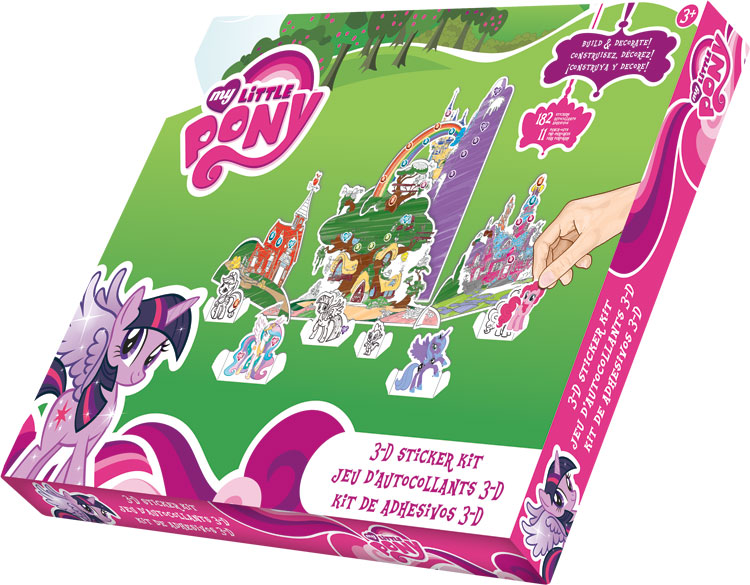 3+
BUILD & DECORATE!
CONSTRUISEZ, DÉCOREZ!
¡CONSTRUYA Y DECORE!
my LITTLE
PONY
182
11
3-D STICKER KIT
JEU D'AUTOCOLLANTS 3-D
KIT DE ADHESIVOS 3-D
3-D STICKER KIT
JEU D'AUTOCOLLANTS 3-D
KIT DE ADHESIVOS 3-D
my LITTLE
PONY
my LITTLE
PONY
3-D STICKER KIT
JEU D'AUTOCOLLANTS 3-D
KIT DE ADHESIVOS 3-D